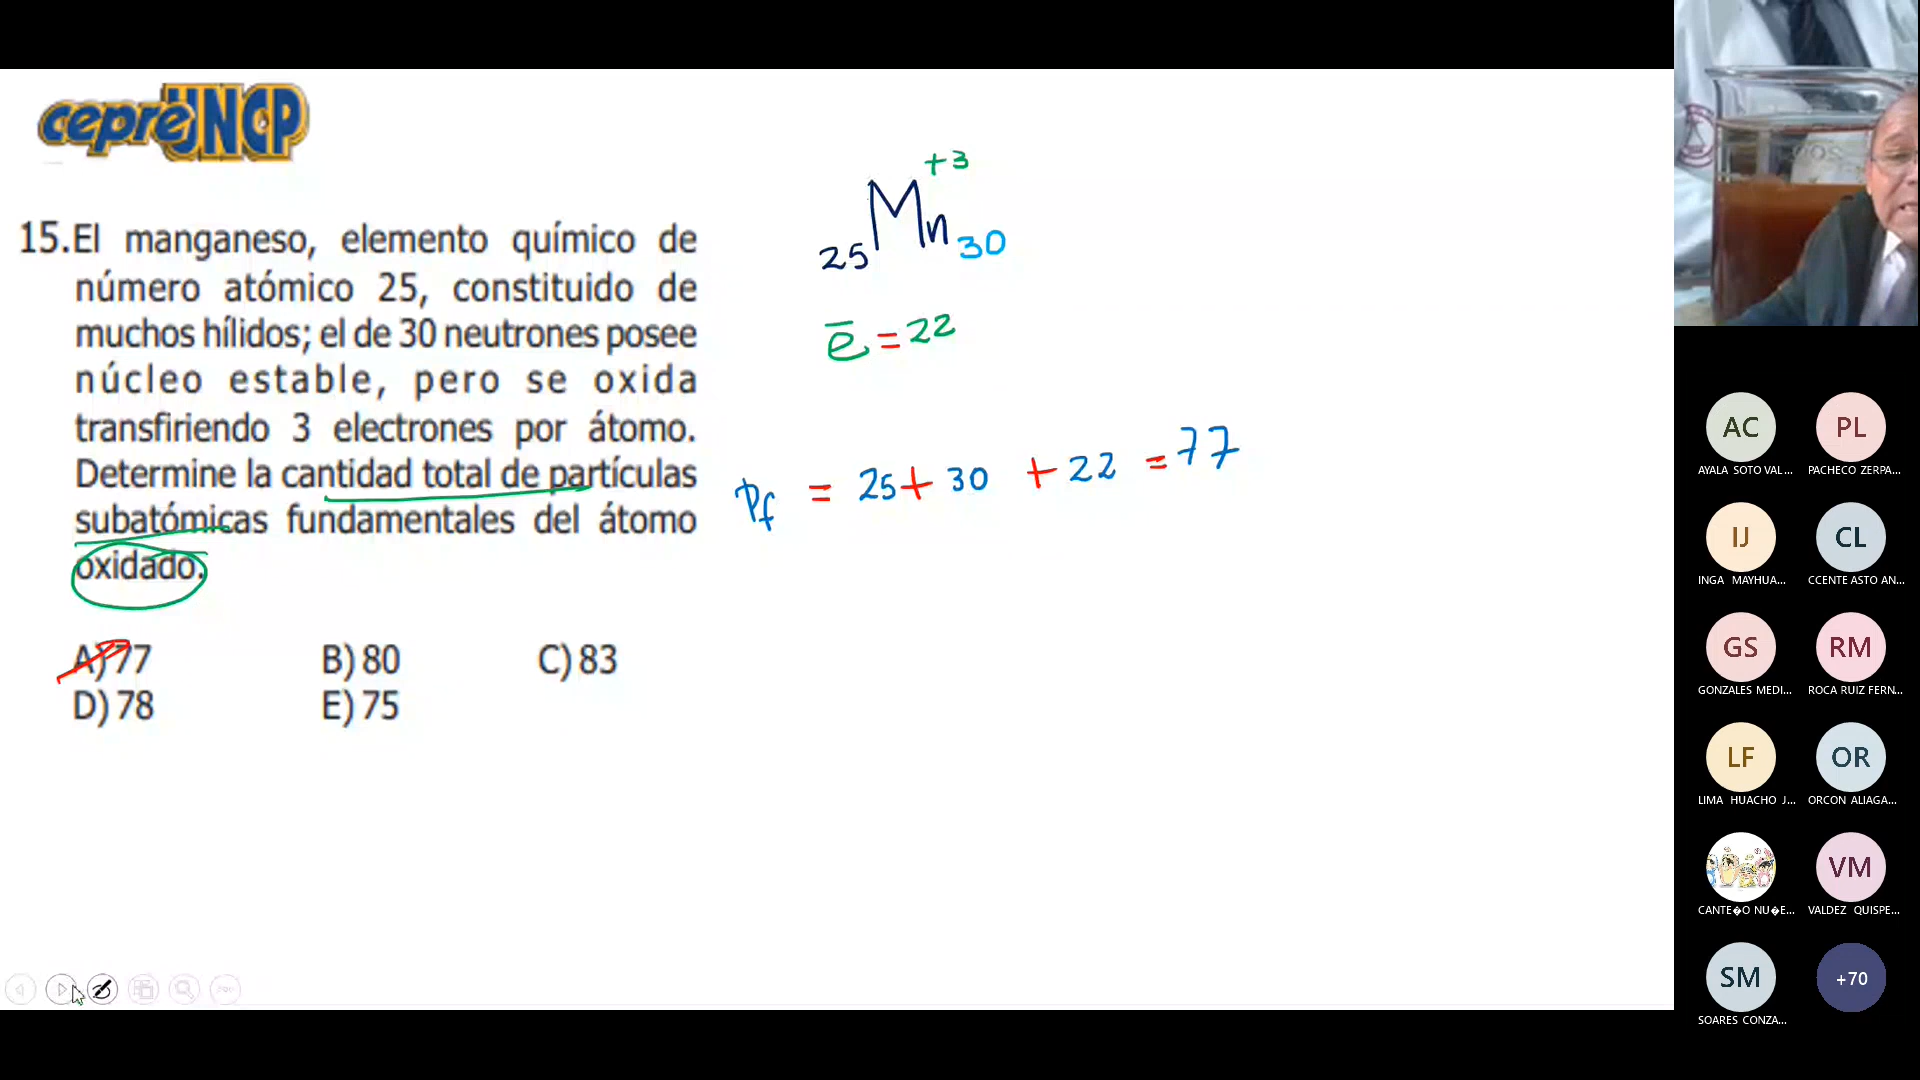 cepreUNCP
15.El manganeso, elemento químico de
número atómico 25, constituido de
muchos hílidos; el de 30 neutrones posee
núcleo estable, pero se oxida
transfiriendo 3 electrones por átomo.
Determine la cantidad total de partículas
subatómicas fundamentales del átomo
oxidado.
A) 77 B) 80 C) 83
D) 78 E) 75
+3
25 Mn 30
e = 22
Pf = 25 + 30 + 22 = 77
AC PL
AYALA SOTO VAL... PACHECO ZERPA...
IJ CL
INGA MAYHUA... CCENTE ASTO AN...
GS RM
GONZALES MEDI... ROCA RUIZ FERN...
LF OR
LIMA HUACHO J... ORCON ALIAGA...
VM
CANTE�O NU�E... VALDEZ QUISPE...
SM +70
SOARES CONZA...